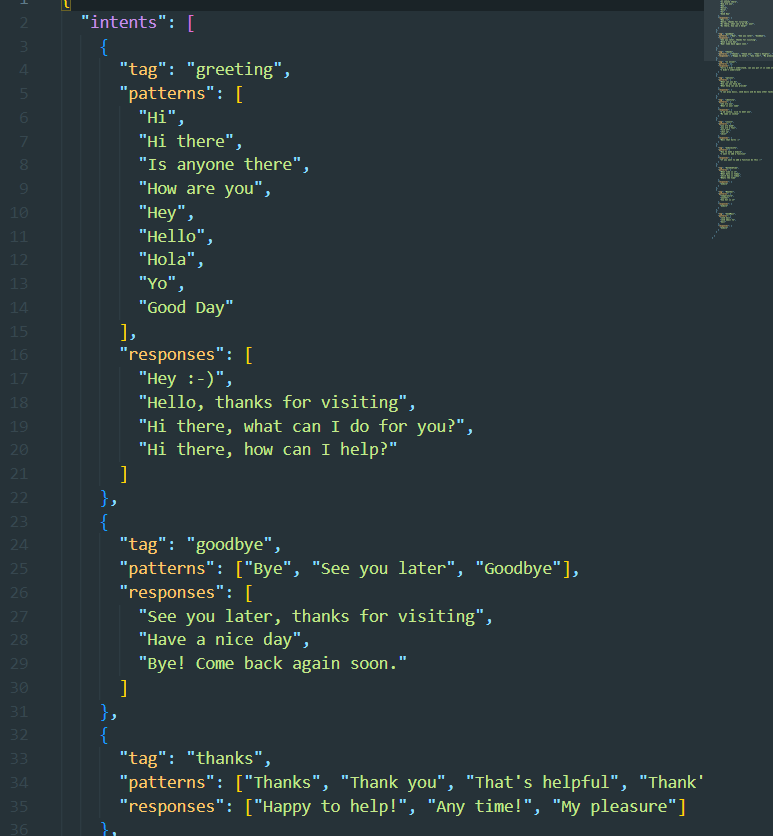 1 {
2 "intents": [
3 {
4 "tag": "greeting",
5 "patterns": [
6 "Hi",
7 "Hi there",
8 "Is anyone there",
9 "How are you",
10 "Hey",
11 "Hello",
12 "Hola",
13 "Yo",
14 "Good Day"
15 ],
16 "responses": [
17 "Hey :-)",
18 "Hello, thanks for visiting",
19 "Hi there, what can I do for you?",
20 "Hi there, how can I help?"
21 ]
22 },
23 {
24 "tag": "goodbye",
25 "patterns": ["Bye", "See you later", "Goodbye"],
26 "responses": [
27 "See you later, thanks for visiting",
28 "Have a nice day",
29 "Bye! Come back again soon."
30 ]
31 },
32 {
33 "tag": "thanks",
34 "patterns": ["Thanks", "Thank you", "That's helpful", "Thank'
35 "responses": ["Happy to help!", "Any time!", "My pleasure"]
36 },